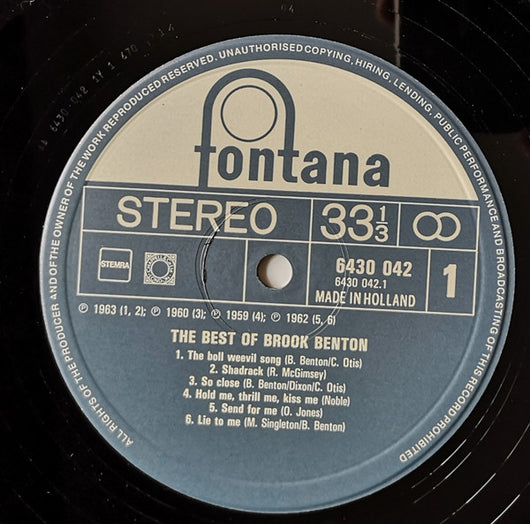 ALL RIGHTS OF THE PRODUCER AND OF THE OWNER OF THE WORK REPRODUCED RESERVED. UNAUTHORISED COPYING, HIRING, LENDING, PUBLIC PERFORMANCE AND BROADCASTING OF THIS RECORD PROHIBITED
fontana
STEREO 33 1/3
STEMRA
6430 042
6430 042.1
MADE IN HOLLAND
1
℗ 1963 (1, 2); ℗ 1960 (3); ℗ 1959 (4); ℗ 1962 (5, 6)
THE BEST OF BROOK BENTON
1. The boll weevil song (B. Benton/C. Otis)
2. Shadrack (R. McGimsey)
3. So close (B. Benton/Dixon/C. Otis)
4. Hold me, thrill me, kiss me (Noble)
5. Send for me (O. Jones)
6. Lie to me (M. Singleton/B. Benton)